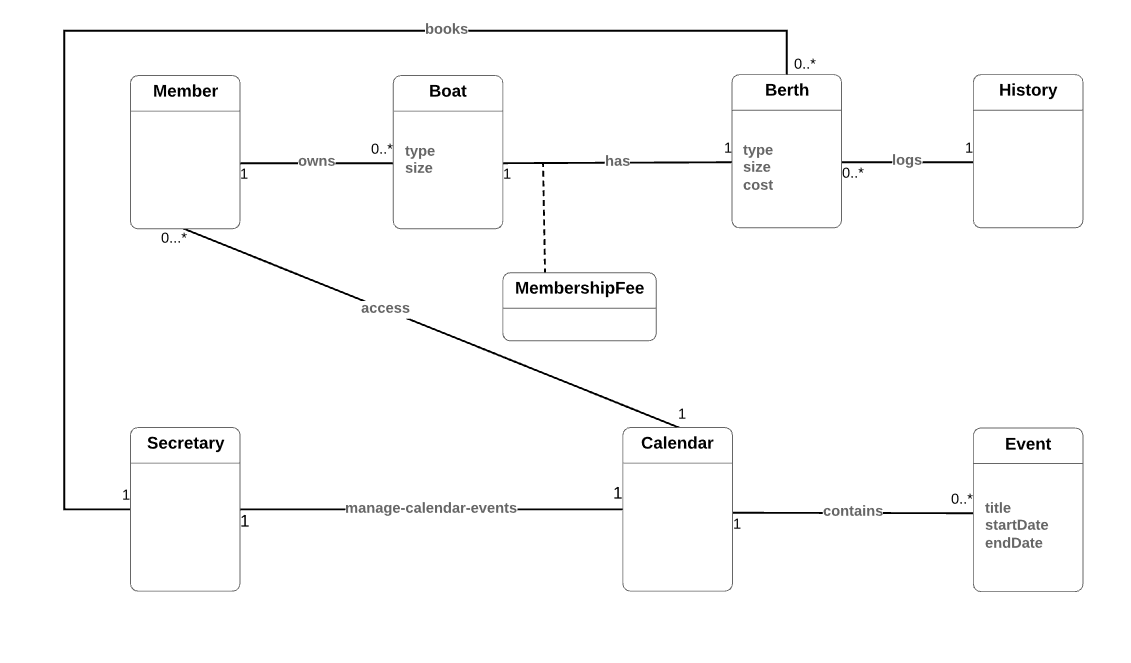 books
0..*
Member
Boat
Berth
History
owns
0..*
1
type
size
1
has
1
type
size
cost
logs
1
0..*
0...*
MembershipFee
access
1
Secretary
Calendar
Event
1
1
manage-calendar-events
1
contains
1
0..*
title
startDate
endDate